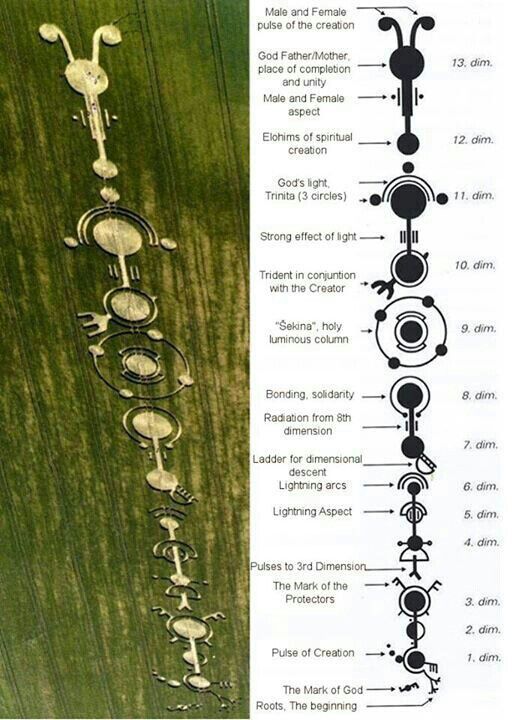 Male and Female
pulse of the creation
God Father/Mother,
place of completion
and unity
13. dim.
Male and Female
aspect
Elohims of spiritual
creation
12. dim.
God's light,
Trinita (3 circles)
11. dim.
Strong effect of light
10. dim.
Trident in conjuntion
with the Creator
"Šekina", holy
luminous column
9. dim.
Bonding, solidarity
8. dim.
Radiation from 8th
dimension
7. dim.
Ladder for dimensional
descent
Lightning arcs
6. dim.
Lightning Aspect
5. dim.
4. dim.
Pulses to 3rd Dimension
The Mark of the
Protectors
3. dim.
2. dim.
Pulse of Creation
1. dim.
The Mark of God
Roots, The beginning